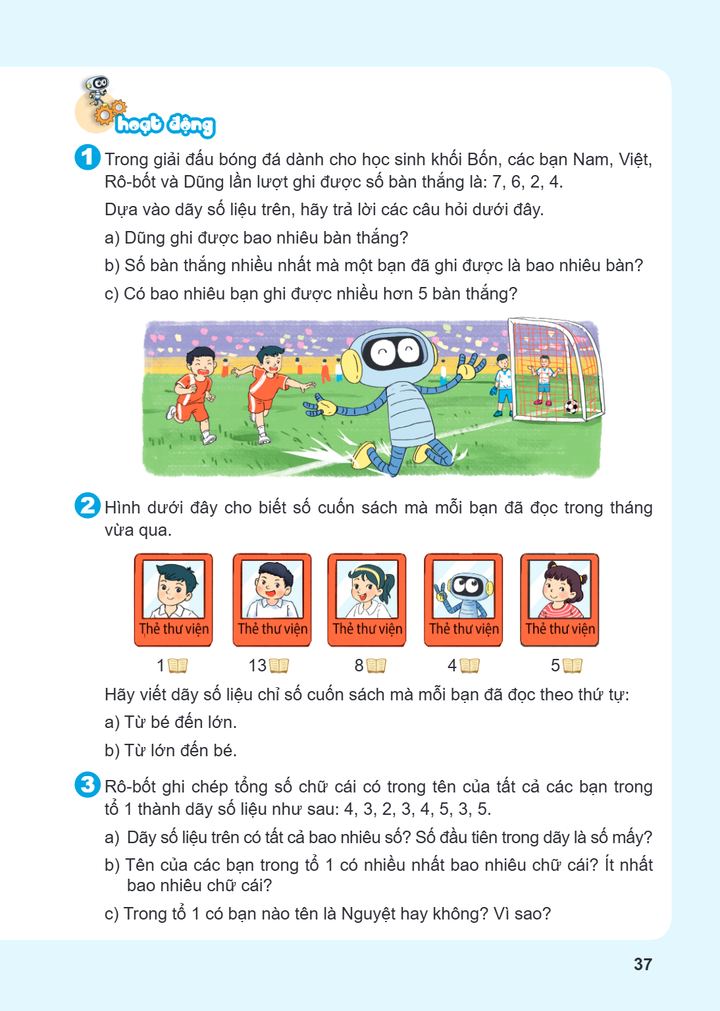 hoạt động
1 Trong giải đấu bóng đá dành cho học sinh khối Bốn, các bạn Nam, Việt,
Rô-bốt và Dũng lần lượt ghi được số bàn thắng là: 7, 6, 2, 4.
Dựa vào dãy số liệu trên, hãy trả lời các câu hỏi dưới đây.
a) Dũng ghi được bao nhiêu bàn thắng?
b) Số bàn thắng nhiều nhất mà một bạn đã ghi được là bao nhiêu bàn?
c) Có bao nhiêu bạn ghi được nhiều hơn 5 bàn thắng?
2 Hình dưới đây cho biết số cuốn sách mà mỗi bạn đã đọc trong tháng
vừa qua.
Thẻ thư viện Thẻ thư viện Thẻ thư viện Thẻ thư viện Thẻ thư viện
1 13 8 4 5
Hãy viết dãy số liệu chỉ số cuốn sách mà mỗi bạn đã đọc theo thứ tự:
a) Từ bé đến lớn.
b) Từ lớn đến bé.
3 Rô-bốt ghi chép tổng số chữ cái có trong tên của tất cả các bạn trong
tổ 1 thành dãy số liệu như sau: 4, 3, 2, 3, 4, 5, 3, 5.
a) Dãy số liệu trên có tất cả bao nhiêu số? Số đầu tiên trong dãy là số mấy?
b) Tên của các bạn trong tổ 1 có nhiều nhất bao nhiêu chữ cái? Ít nhất
bao nhiêu chữ cái?
c) Trong tổ 1 có bạn nào tên là Nguyệt hay không? Vì sao?
37